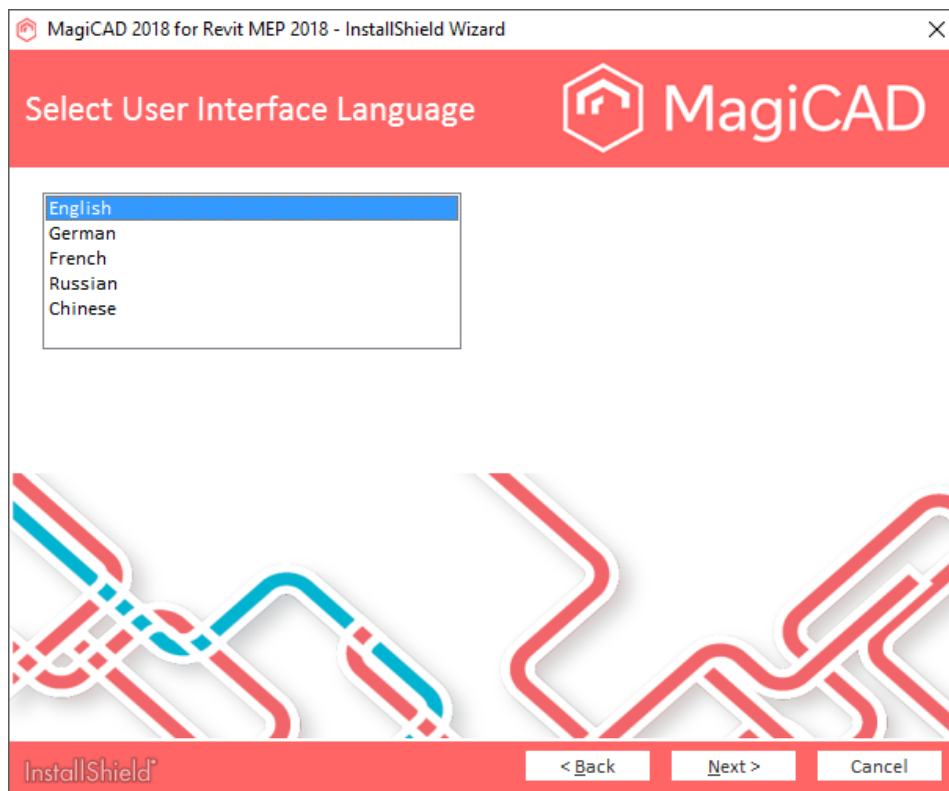 MagiCAD 2018 for Revit MEP 2018 - InstallShield Wizard
Select User Interface Language
MagiCAD
English
German
French
Russian
Chinese
InstallShield
< Back
Next >
Cancel